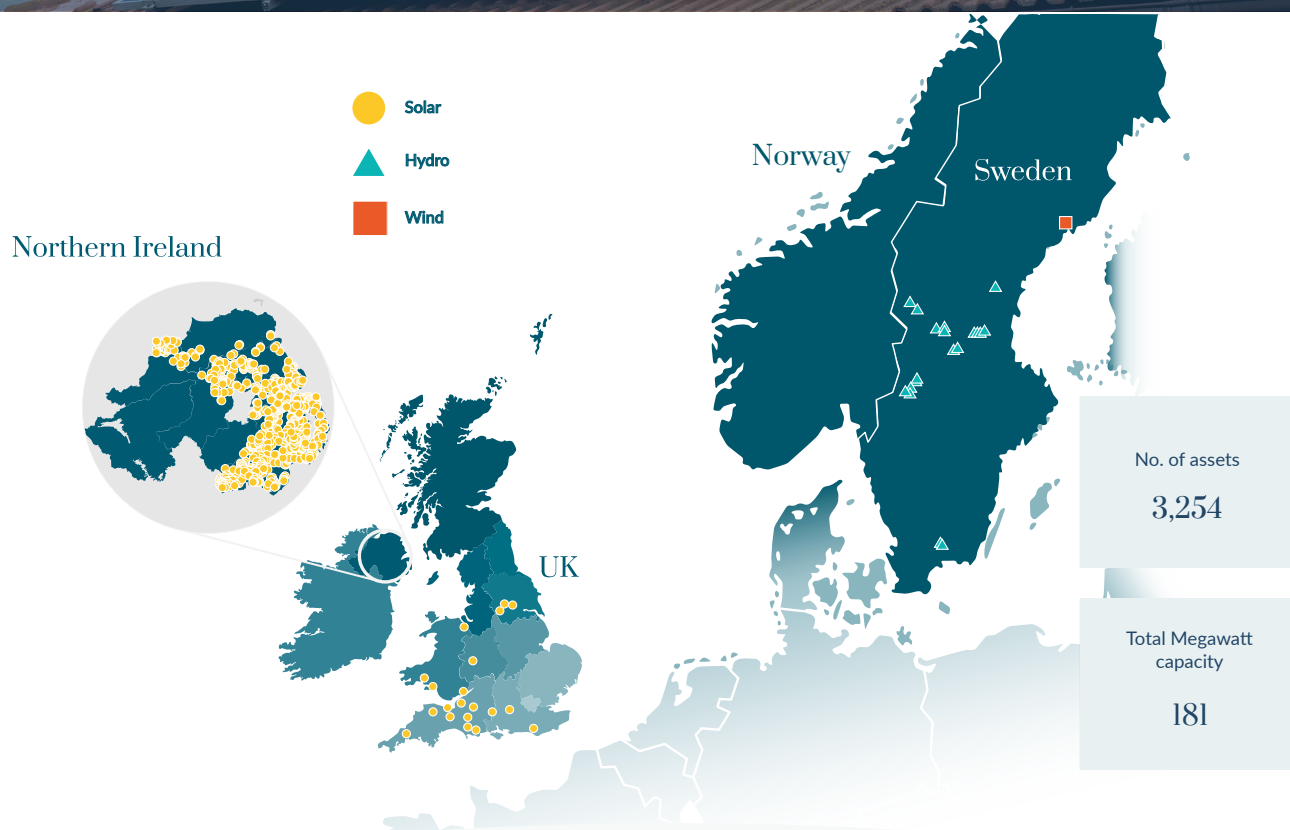 Solar
Hydro
Wind
Norway
Sweden
Northern Ireland
UK
No. of assets
3,254
Total Megawatt
capacity
181